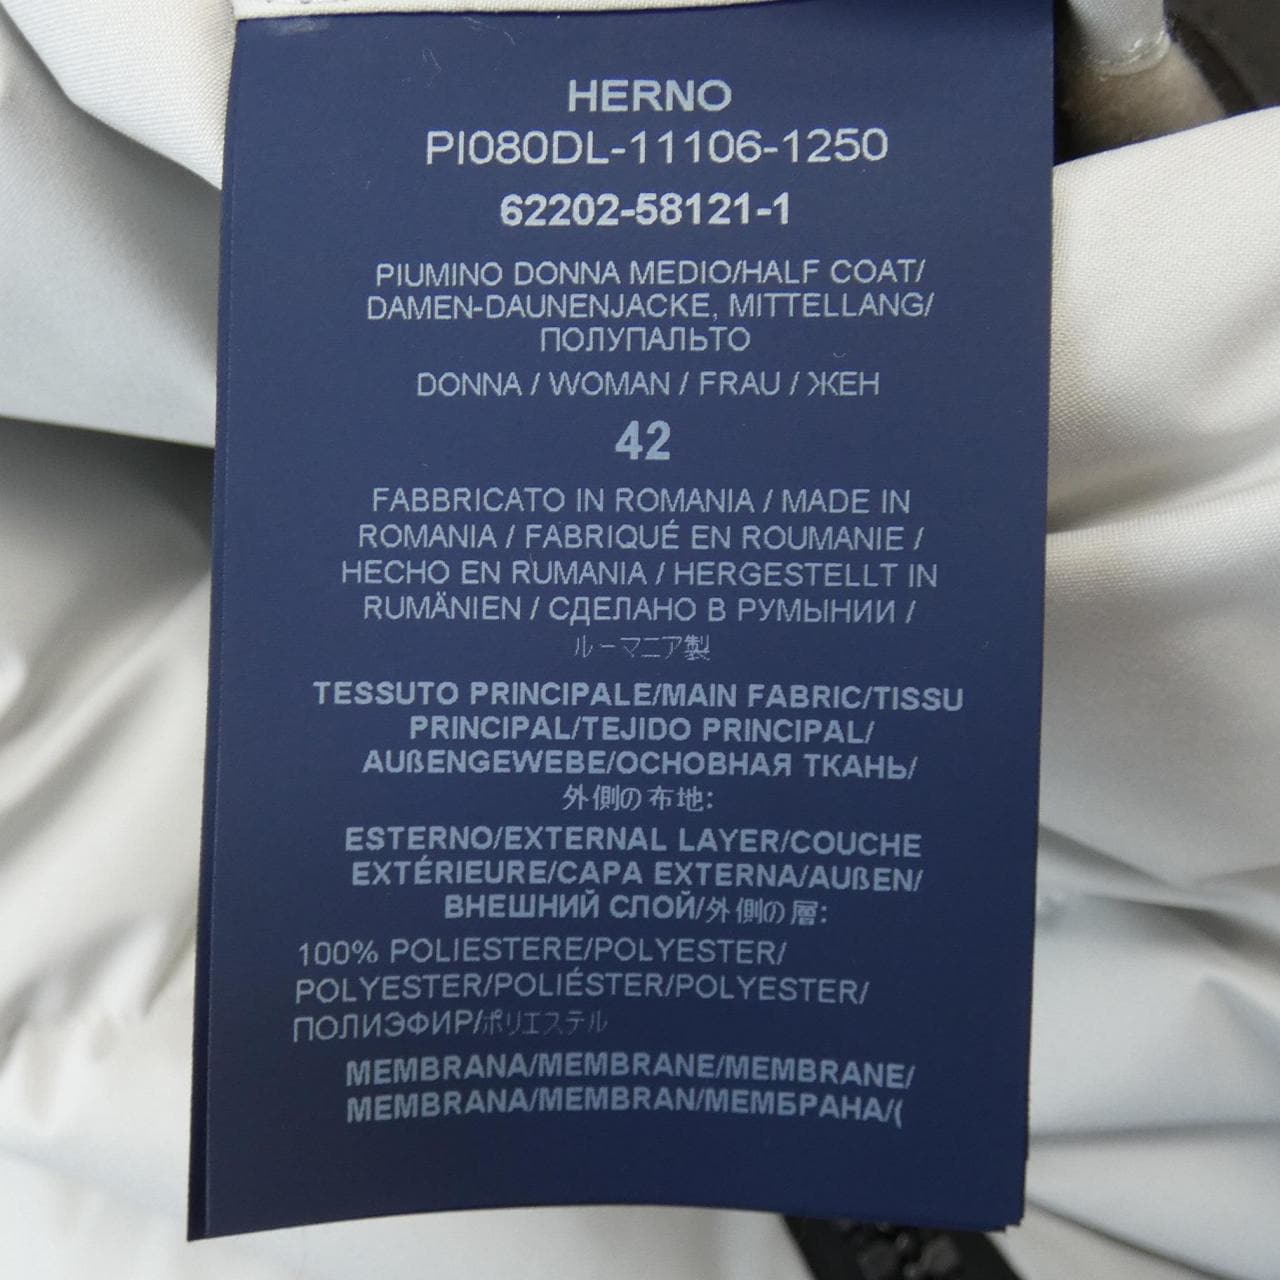 HERNO
PI080DL-11106-1250
62202-58121-1
PIUMINO DONNA MEDIO/HALF COAT/
DAMEN-DAUNENJACKE, MITTELLANG/
ПОЛУПАЛЬТО
DONNA / WOMAN / FRAU / ЖЕН
42
FABBRICATO IN ROMANIA / MADE IN
ROMANIA / FABRIQUÉ EN ROUMANIE /
HECHO EN RUMANIA / HERGESTELLT IN
RUMÄNIEN / СДЕЛАНО В РУМЫНИИ /
ルーマニア製
TESSUTO PRINCIPALE/MAIN FABRIC/TISSU
PRINCIPAL/TEJIDO PRINCIPAL/
AUßENGEWEBE/ОСНОВНАЯ ТКАНЬ/
外側の布地:
ESTERNO/EXTERNAL LAYER/COUCHE
EXTÉRIEURE/CAPA EXTERNA/AUßEN/
ВНЕШНИЙ СЛОЙ/外側の層:
100% POLIESTERE/POLYESTER/
POLYESTER/POLIÉSTER/POLYESTER/
ПОЛИЭФИР/ポリエステル
MEMBRANA/MEMBRANE/MEMBRANE/
MEMBRANA/MEMBRAN/МЕМБРАНА/(